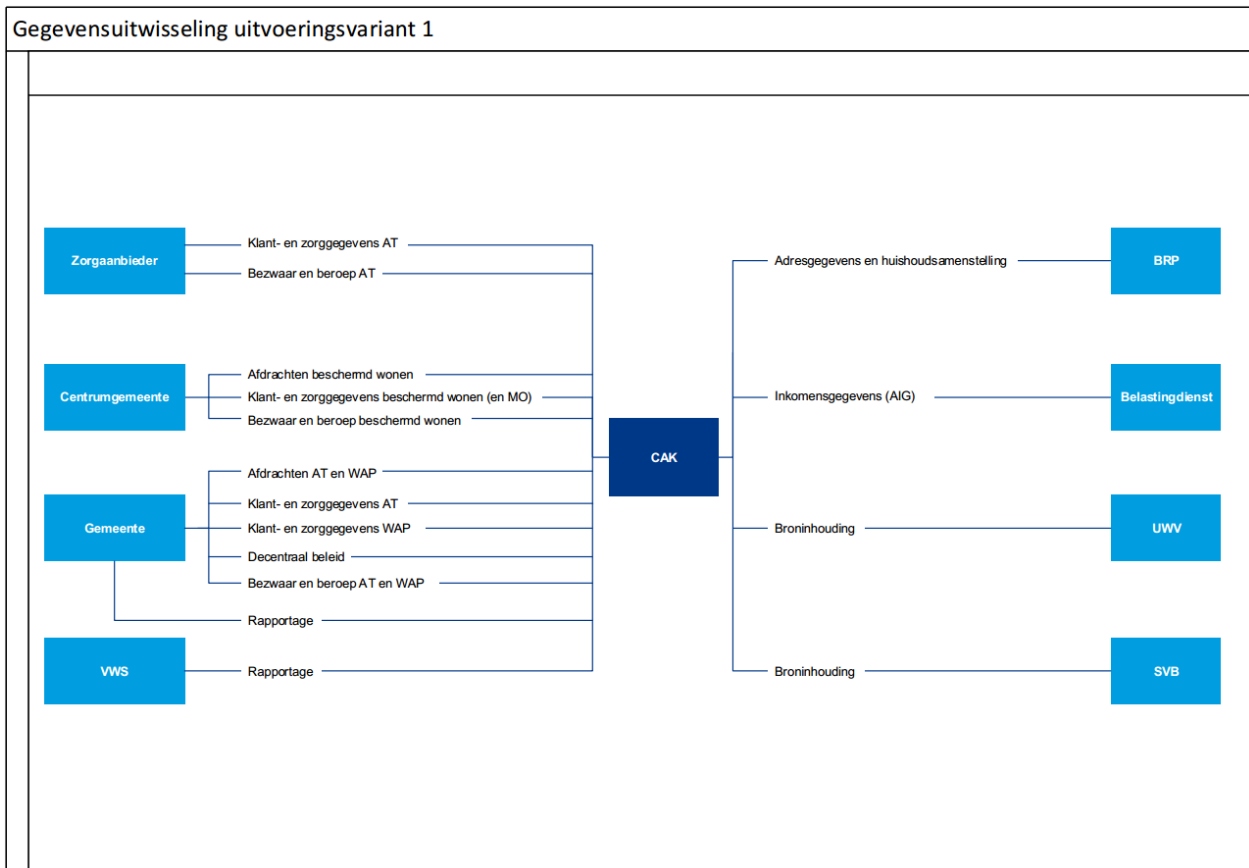 Gegevensuitwisseling uitvoeringsvariant 1
Zorgaanbieder
Klant- en zorggegevens AT
Bezwaar en beroep AT
Centrumgemeente
Afdrachten beschermd wonen
Klant- en zorggegevens beschermd wonen (en MO)
Bezwaar en beroep beschermd wonen
Gemeente
Afdrachten AT en WAP
Klant- en zorggegevens AT
Klant- en zorggegevens WAP
Decentraal beleid
Bezwaar en beroep AT en WAP
Rapportage
VWS
Rapportage
CAK
Adresgegevens en huishoudsamenstelling
BRP
Inkomensgegevens (AIG)
Belastingdienst
Broninhouding
UWV
Broninhouding
SVB